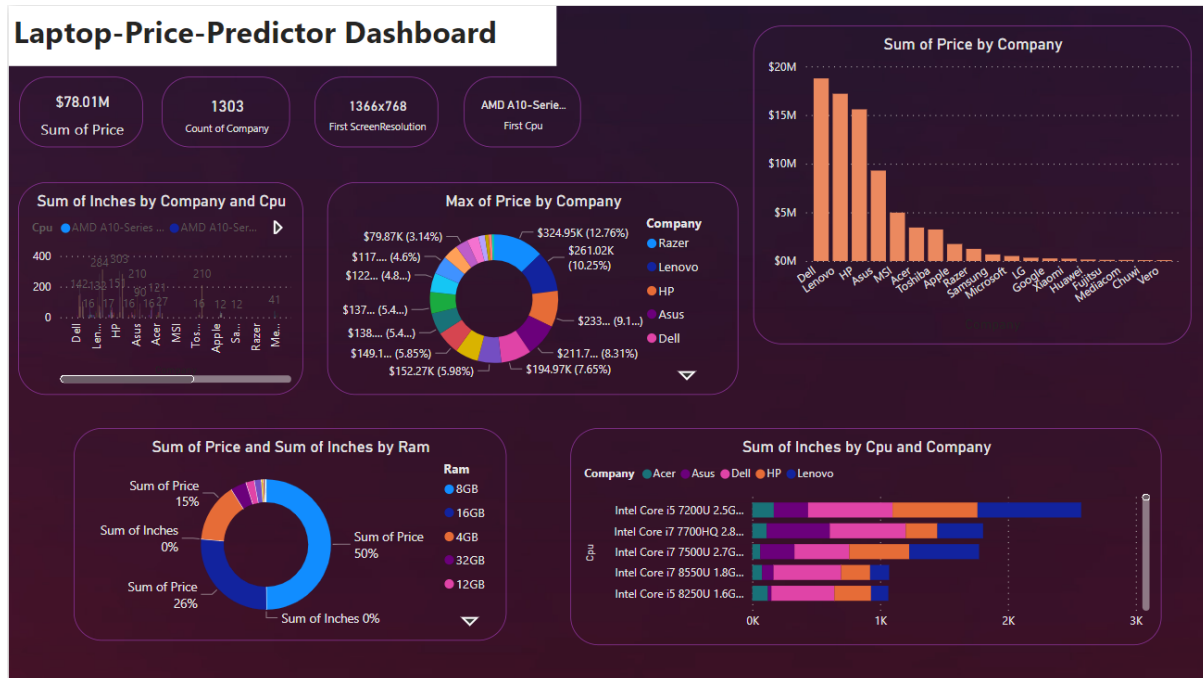 Laptop-Price-Predictor Dashboard
$78.01M
Sum of Price
1303
Count of Company
1366x768
First ScreenResolution
AMD A10-Serie...
First Cpu
Sum of Price by Company
$20M
$15M
$10M
$5M
$0M
Dell
Lenovo
HP
Asus
MSI
Acer
Toshiba
Apple
Razer
Samsung
Microsoft
LG
Google
Xiaomi
Huawei
Fujitsu
Mediacom
Chuwi
Vero
Sum of Inches by Company and Cpu
Cpu AMD A10-Series ... AMD A10-Ser...
400
200
0
142
16
284
132
17
303
151
16
210
90
16
121
27
210
16
12
12
41
Dell
Len...
HP
Asus
Acer
MSI
Tos...
Apple
Sa...
Razer
Me...
Max of Price by Company
$324.95K (12.76%)
$261.02K
(10.25%)
$233... (9.1...)
$211.7... (8.31%)
$194.97K (7.65%)
$152.27K (5.98%)
$149.1... (5.85%)
$138.... (5.4...)
$137... (5.4...)
$122... (4.8...)
$117.... (4.6%)
$79.87K (3.14%)
Company
Razer
Lenovo
HP
Asus
Dell
Sum of Price and Sum of Inches by Ram
Sum of Price
15%
Sum of Inches
0%
Sum of Price
26%
Sum of Price
50%
Sum of Inches 0%
Ram
8GB
16GB
4GB
32GB
12GB
Sum of Inches by Cpu and Company
Company Acer Asus Dell HP Lenovo
Cpu
Intel Core i5 7200U 2.5G...
Intel Core i7 7700HQ 2.8...
Intel Core i7 7500U 2.7G...
Intel Core i7 8550U 1.8G...
Intel Core i5 8250U 1.6G...
0K
1K
2K
3K